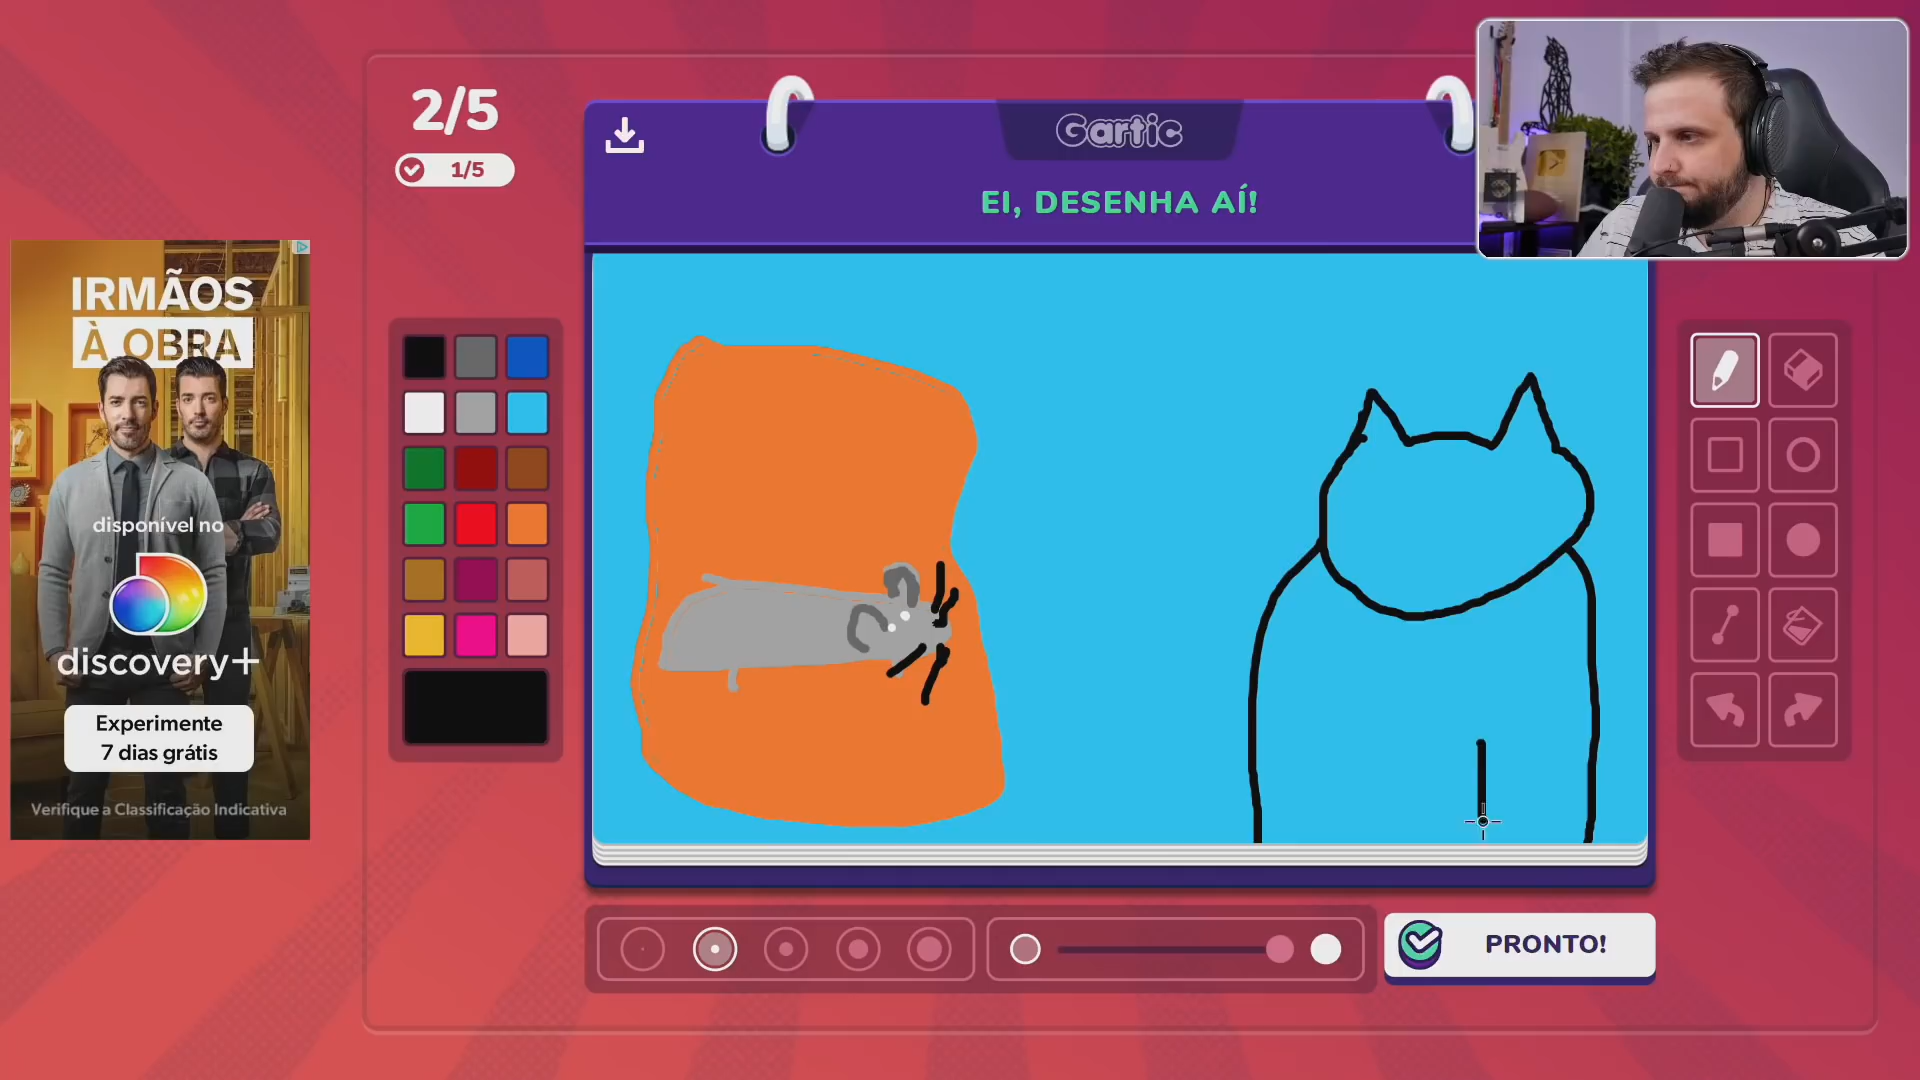 2/5
1/5
Gartic
EI, DESENHA AÍ!
IRMÃOS
À OBRA
disponível no
discovery+
Experimente
7 dias grátis
Verifique a Classificação Indicativa
PRONTO!